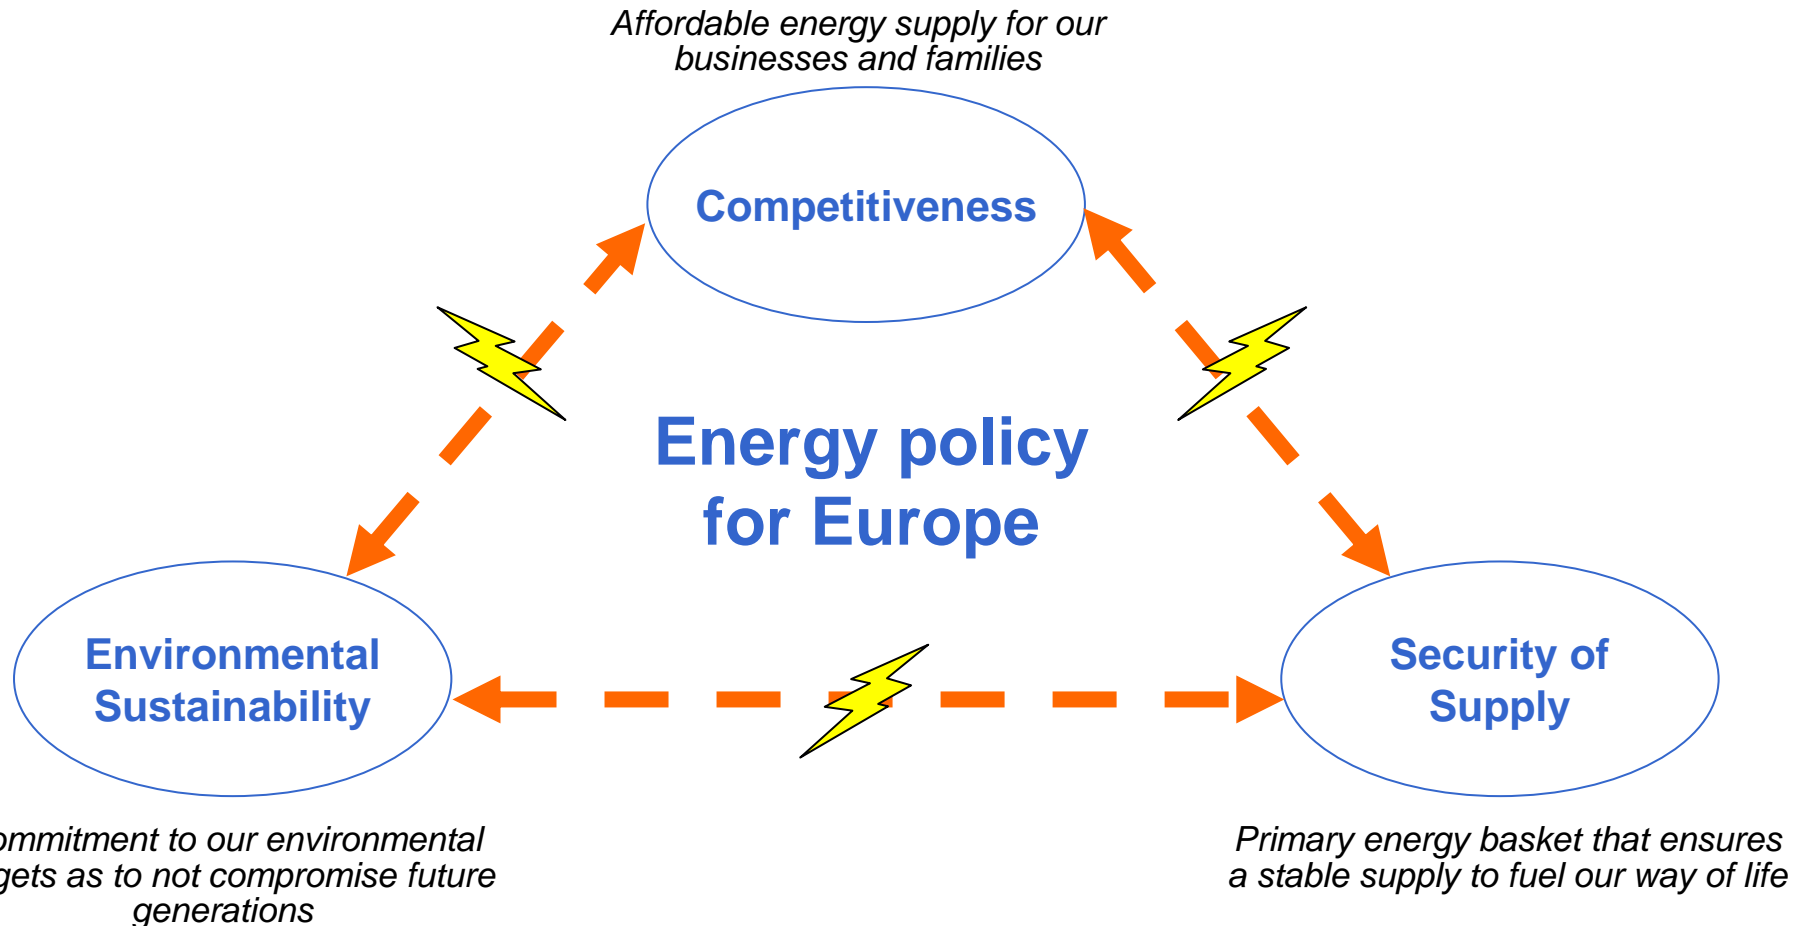 Affordable energy supply for our
businesses and families
Competitiveness
Energy policy
for Europe
Environmental
Sustainability
Security of
Supply
ommitment to our environmental
gets as to not compromise future
generations
Primary energy basket that ensures
a stable supply to fuel our way of life